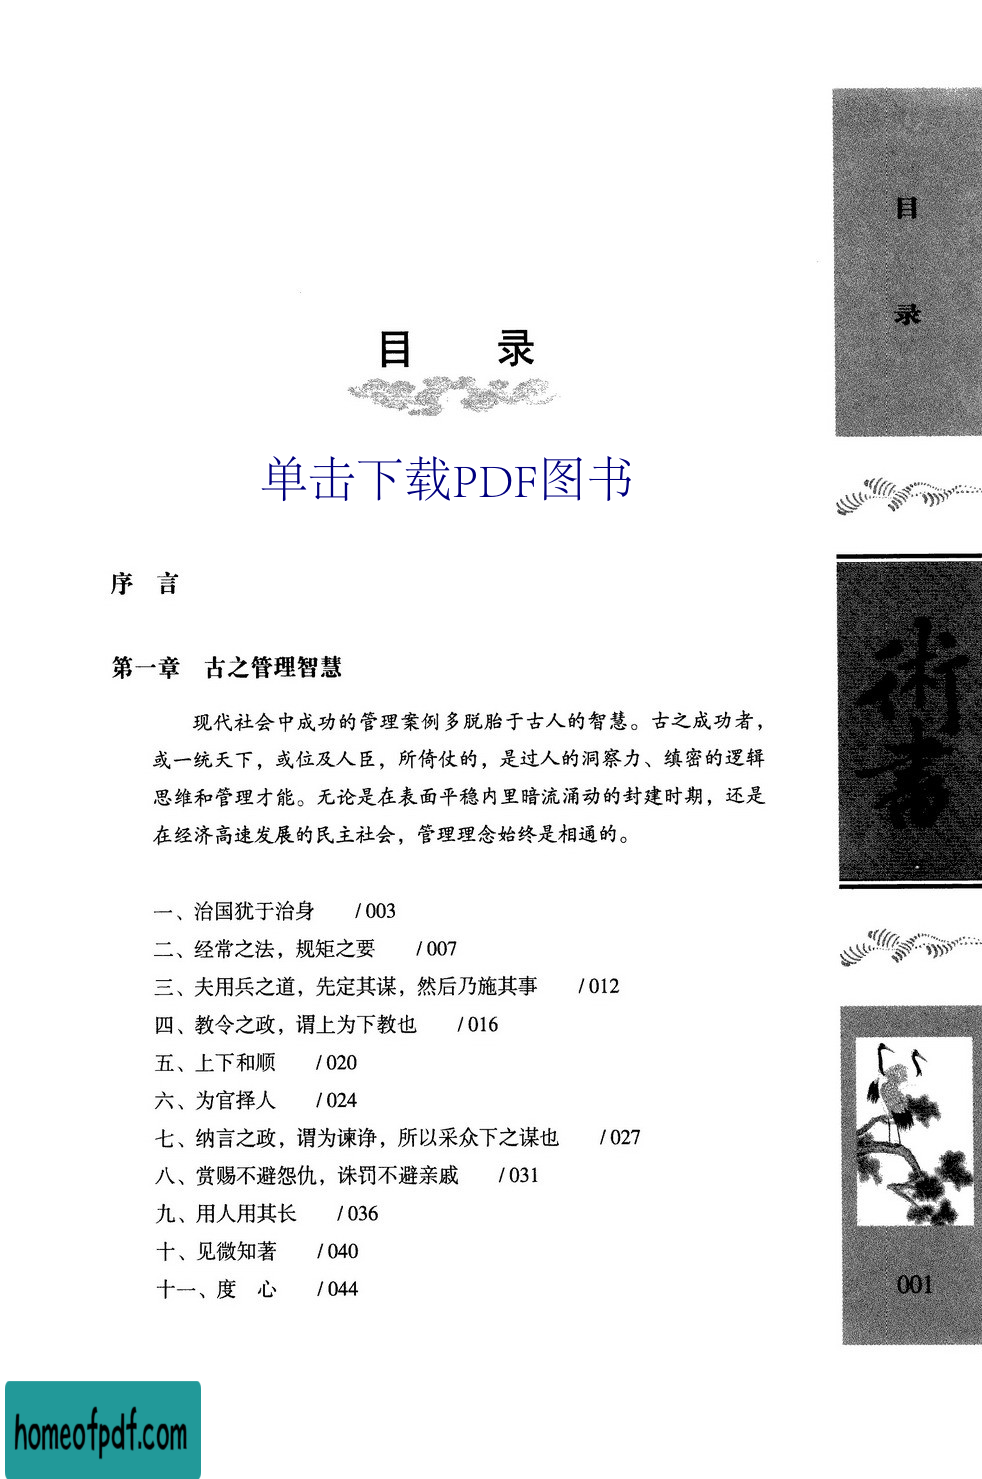 目录
单击下载PDF图书
序 言
第一章 古之管理智慧
现代社会中成功的管理案例多脱胎于古人的智慧。古之成功者，
或一统天下，或位及人臣，所倚仗的，是过人的洞察力、缜密的逻辑
思维和管理才能。无论是在表面平稳内里暗流涌动的封建时期，还是
在经济高速发展的民主社会，管理理念始终是相通的。
一、治国犹于治身 / 003
二、经常之法，规矩之要 / 007
三、夫用兵之道，先定其谋，然后乃施其事 / 012
四、教令之政，谓上为下教也 / 016
五、上下和顺 / 020
六、为官择人 / 024
七、纳言之政，谓为谏诤，所以采众下之谋也 / 027
八、赏赐不避怨仇，诛罚不避亲戚 / 031
九、用人用其长 / 036
十、见微知著 / 040
十一、度 心 / 044
目
录
術
書
001
homeofpdf.com